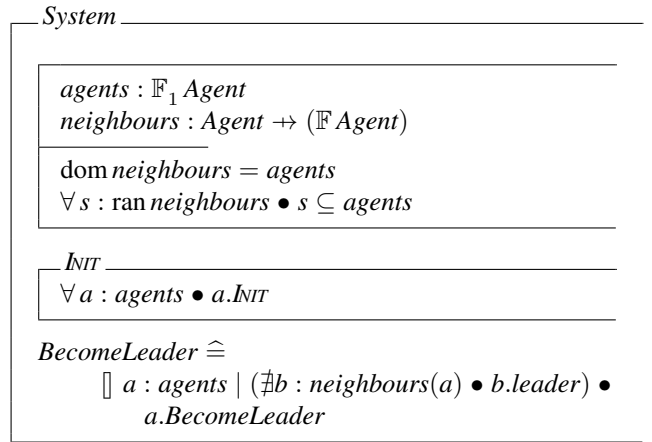 System
agents : 𝔽₁ Agent
neighbours : Agent ⇸ (𝔽 Agent)
dom neighbours = agents
∀ s : ran neighbours • s ⊆ agents
INIT
∀ a : agents • a.INIT
BecomeLeader ≙
[] a : agents | (∄b : neighbours(a) • b.leader) •
a.BecomeLeader